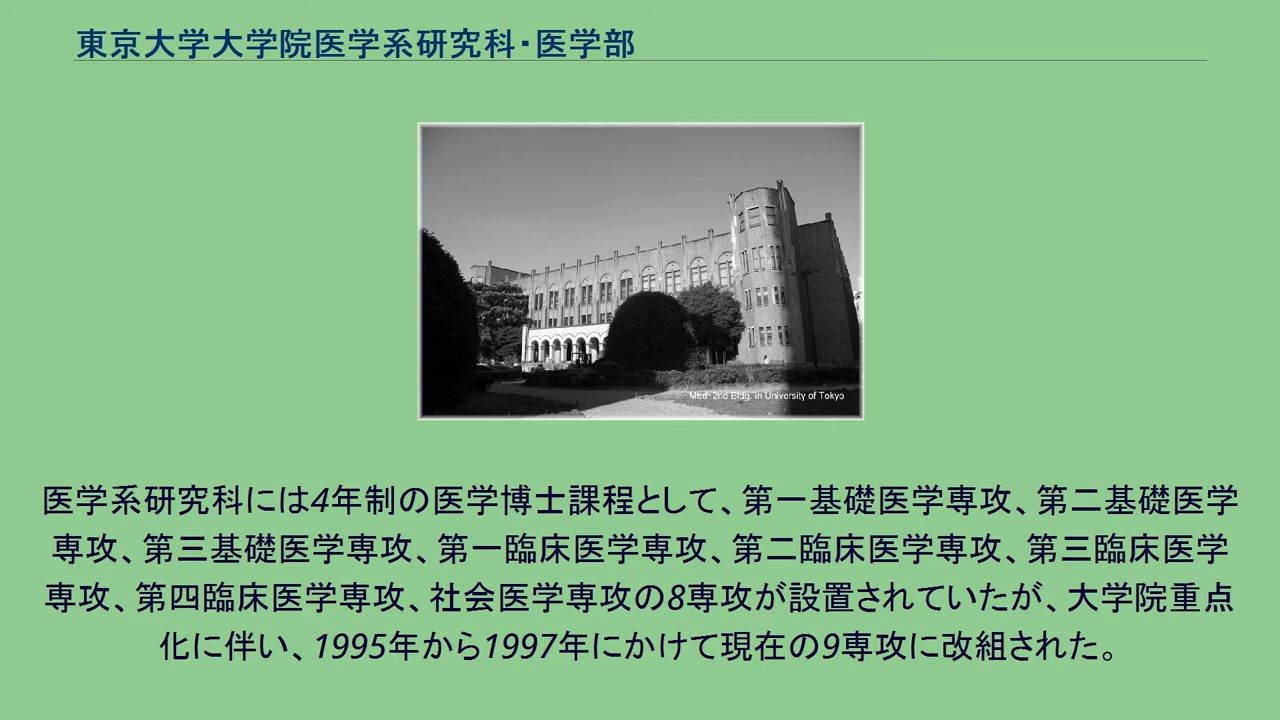 東京大学大学院医学系研究科・医学部
Med- 2nd Bldg. in University of Tokyo
医学系研究科には4年制の医学博士課程として、第一基礎医学専攻、第二基礎医学
専攻、第三基礎医学専攻、第一臨床医学専攻、第二臨床医学専攻、第三臨床医学
専攻、第四臨床医学専攻、社会医学専攻の8専攻が設置されていたが、大学院重点
化に伴い、1995年から1997年にかけて現在の9専攻に改組された。